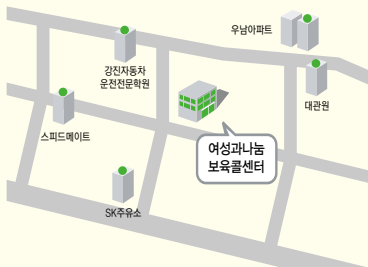 우남아파트
강진자동차
운전전문학원
대관원
스피드메이트
여성과나눔
보육콜센터
SK주유소